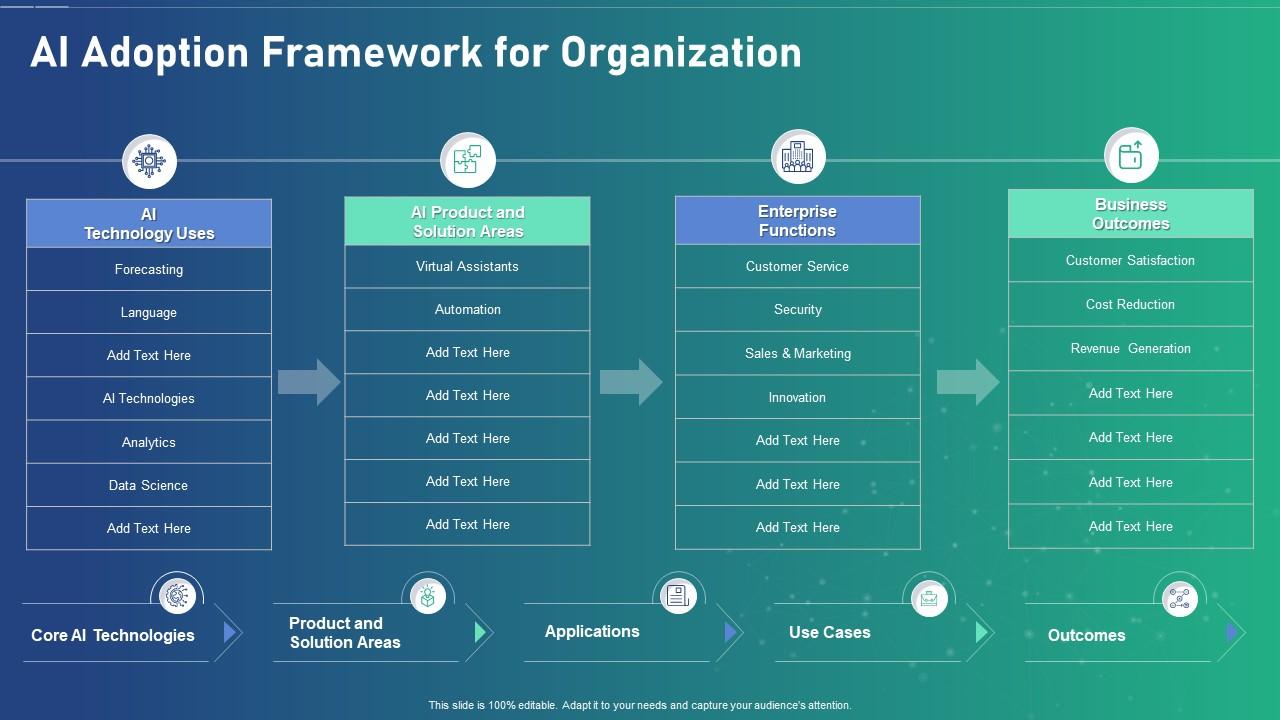 AI Adoption Framework for Organization
AI
Technology Uses
Forecasting
Language
Add Text Here
AI Technologies
Analytics
Data Science
Add Text Here
AI Product and
Solution Areas
Virtual Assistants
Automation
Add Text Here
Add Text Here
Add Text Here
Add Text Here
Add Text Here
Enterprise
Functions
Customer Service
Security
Sales & Marketing
Innovation
Add Text Here
Add Text Here
Add Text Here
Business
Outcomes
Customer Satisfaction
Cost Reduction
Revenue Generation
Add Text Here
Add Text Here
Add Text Here
Add Text Here
Core AI Technologies
Product and
Solution Areas
Applications
Use Cases
Outcomes
This slide is 100% editable. Adapt it to your needs and capture your audience's attention.